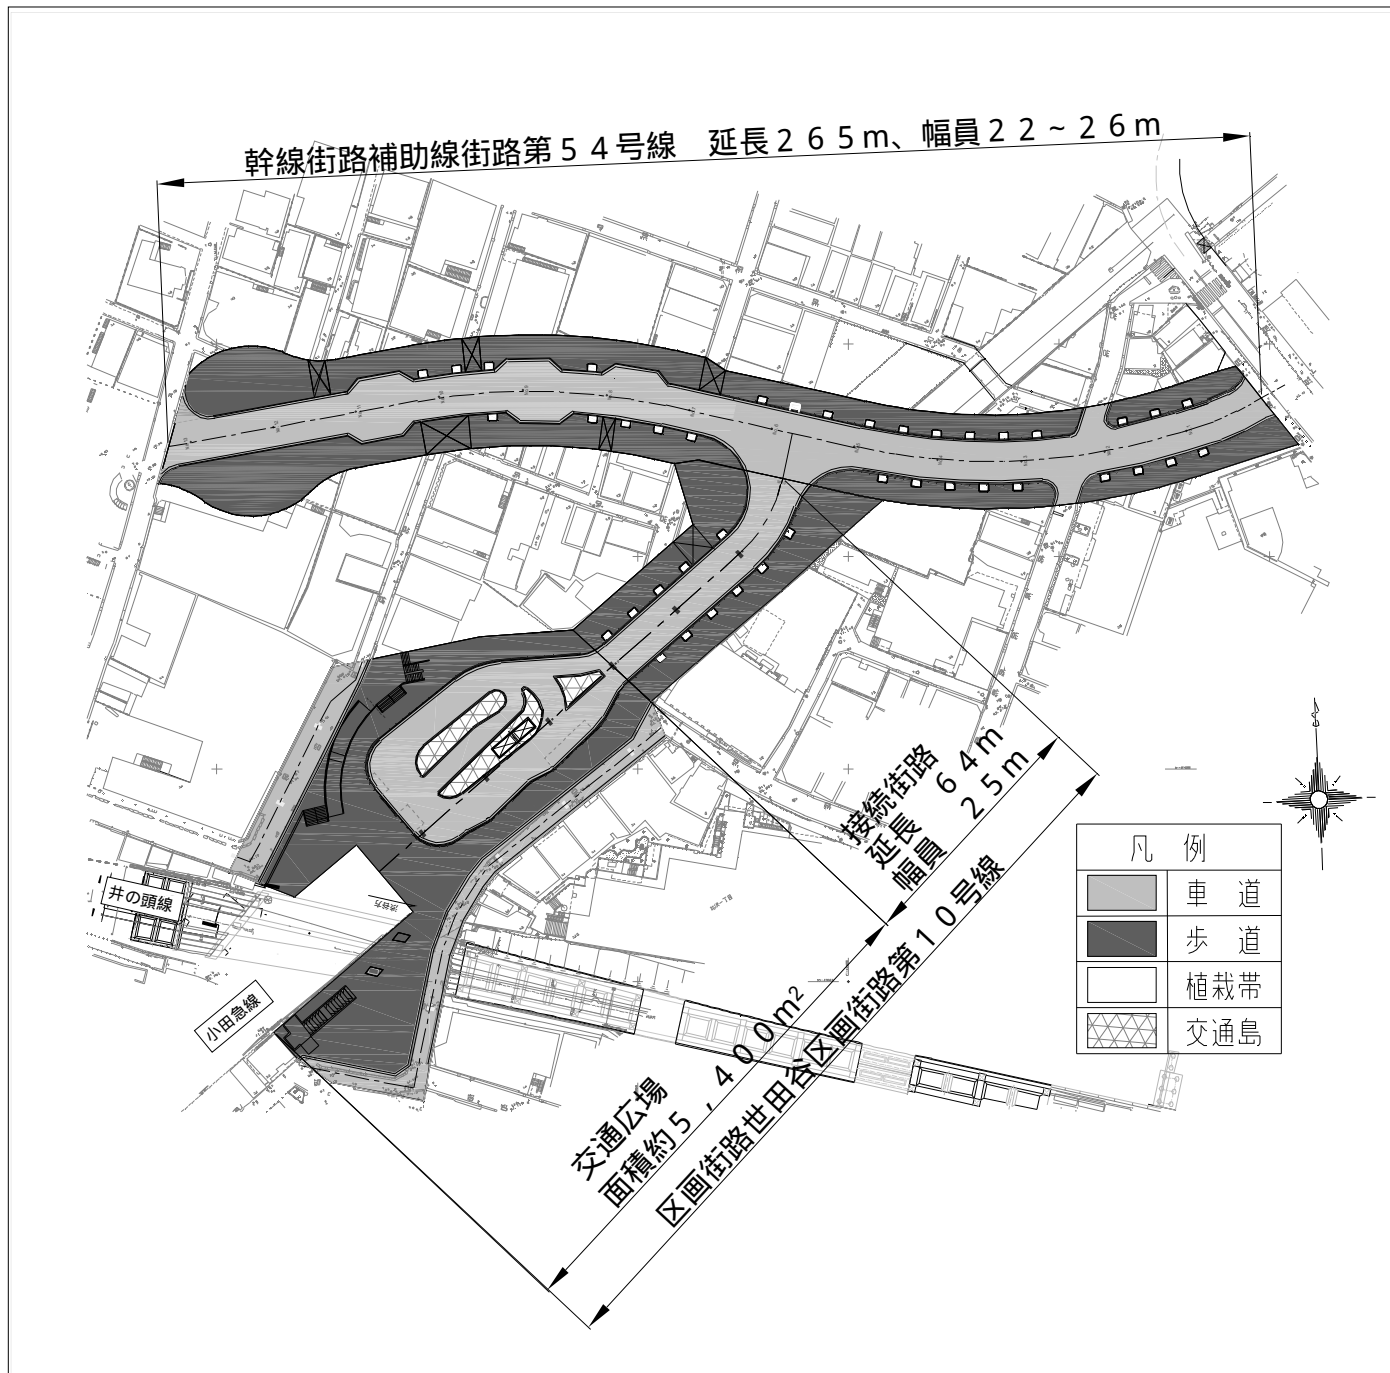 幹線街路補助線街路第５４号線　延長２６５ｍ、幅員２２～２６ｍ
接続街路
延長　６４ｍ
幅員　２５ｍ
交通広場
面積約５，４００ｍ²
区画街路世田谷区画街路第１０号線
井の頭線
小田急線
渋谷方
凡　例
車　道
歩　道
植栽帯
交通島